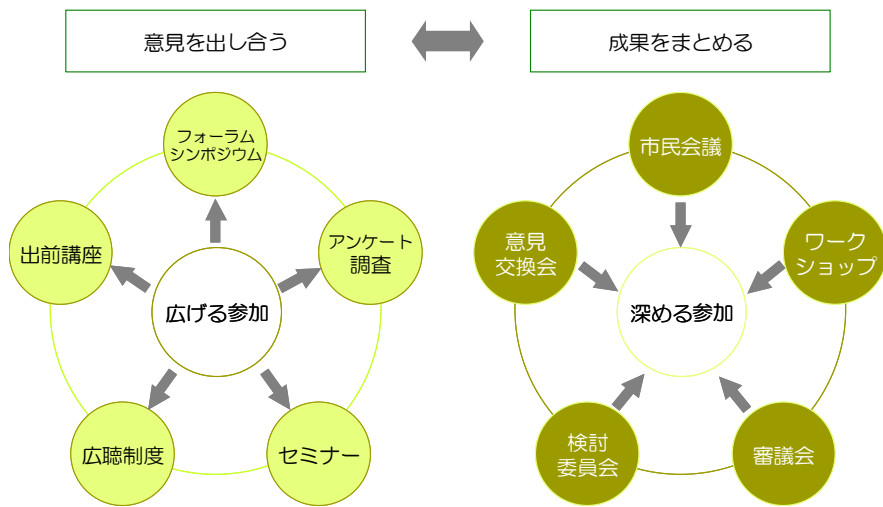 意見を出し合う
成果をまとめる
フォーラム
シンポジウム
出前講座
アンケート
調査
広げる参加
広聴制度
セミナー
市民会議
意見
交換会
ワーク
ショップ
深める参加
検討
委員会
審議会